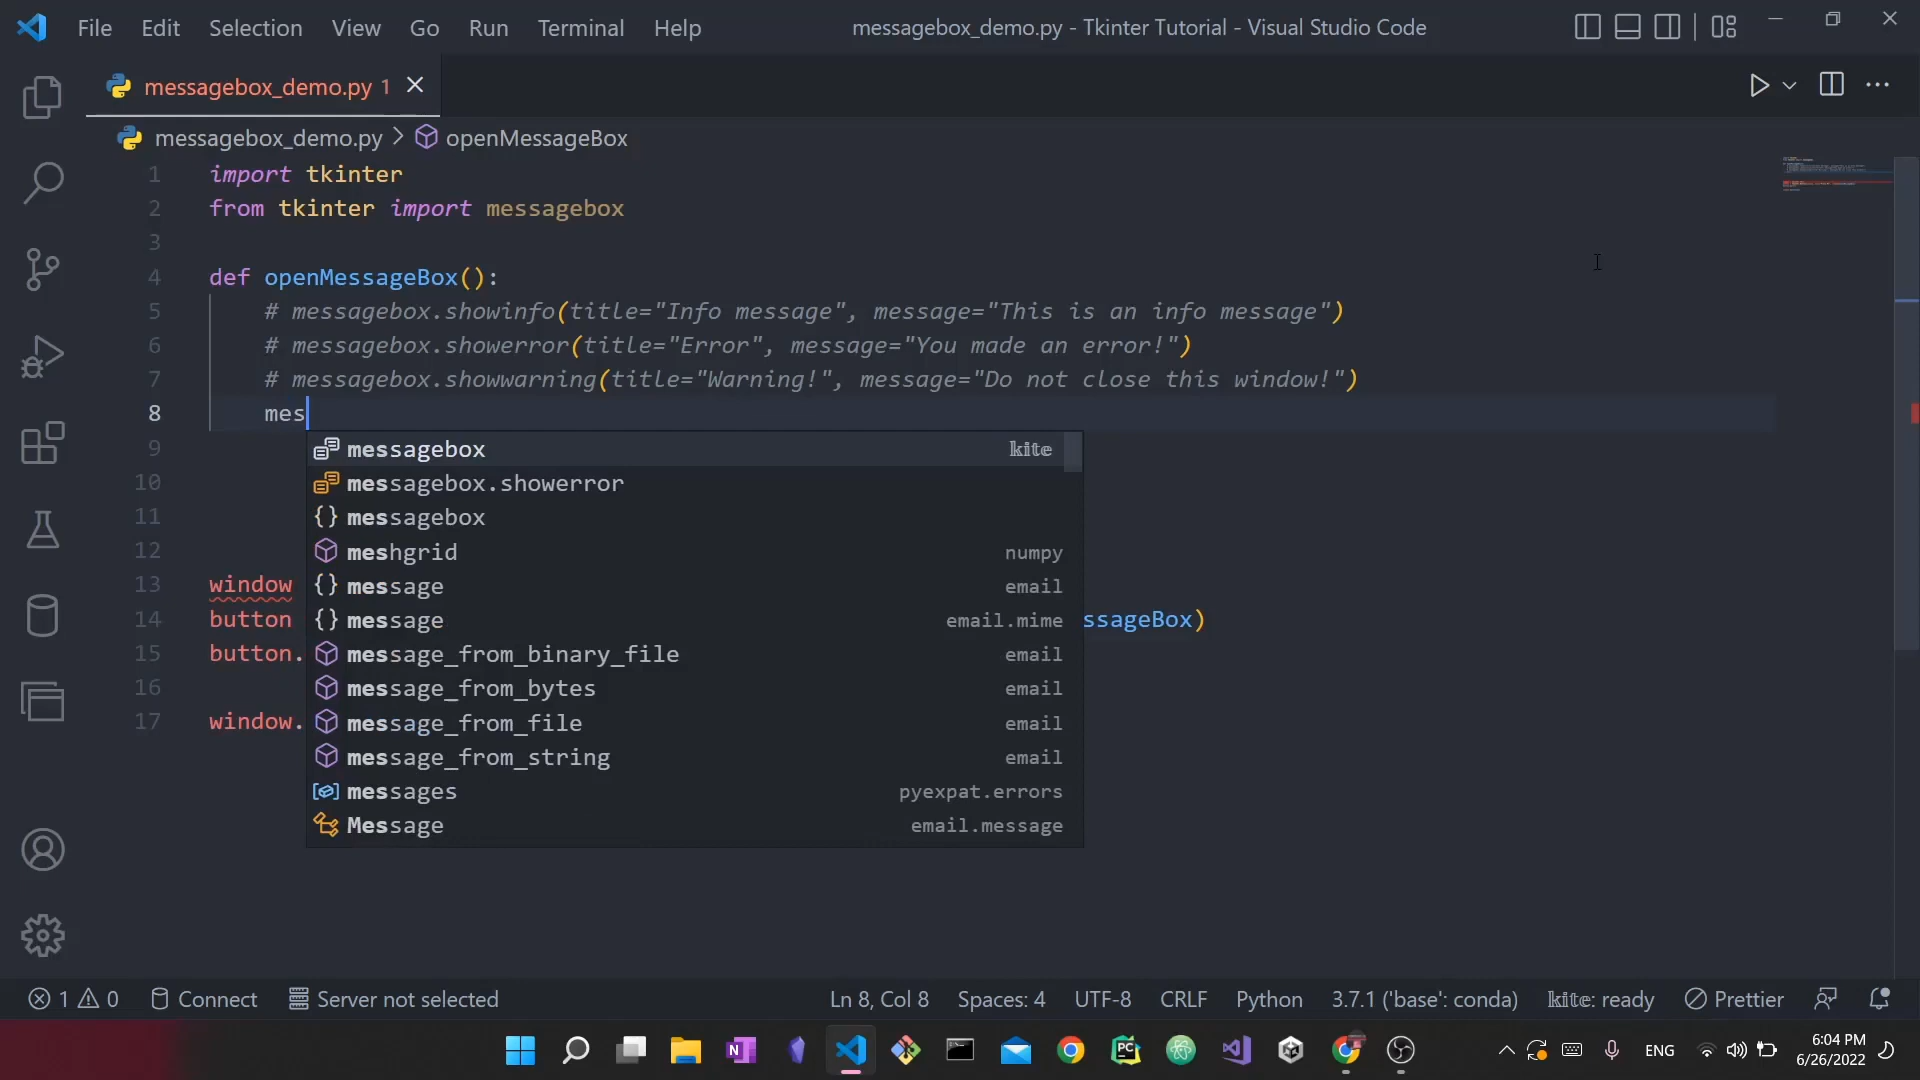 File Edit Selection View Go Run Terminal Help messagebox_demo.py - Tkinter Tutorial - Visual Studio Code
messagebox_demo.py 1
messagebox_demo.py > openMessageBox
1 import tkinter
2 from tkinter import messagebox
3
4 def openMessageBox():
5 # messagebox.showinfo(title="Info message", message="This is an info message")
6 # messagebox.showerror(title="Error", message="You made an error!")
7 # messagebox.showwarning(title="Warning!", message="Do not close this window!")
8 mes
9 messagebox kite
10 messagebox.showerror
11 messagebox
12 meshgrid numpy
13 window message email
14 button message email.mime ssageBox)
15 button. message_from_binary_file email
16 message_from_bytes email
17 window. message_from_file email
message_from_string email
messages pyexpat.errors
Message email.message
1 0 Connect Server not selected Ln 8, Col 8 Spaces: 4 UTF-8 CRLF Python 3.7.1 ('base': conda) kite: ready Prettier
ENG 6:04 PM
6/26/2022